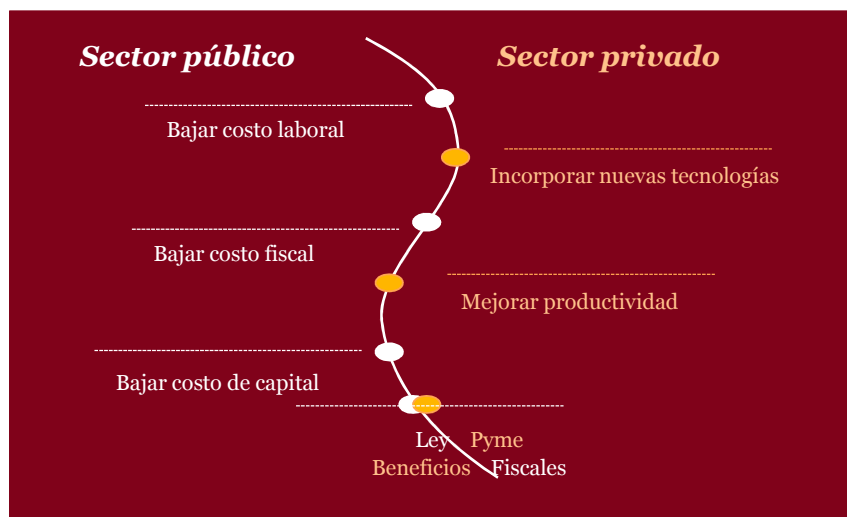 Sector público
Sector privado
Bajar costo laboral
Incorporar nuevas tecnologías
Bajar costo fiscal
Mejorar productividad
Bajar costo de capital
Ley Pyme
Beneficios Fiscales